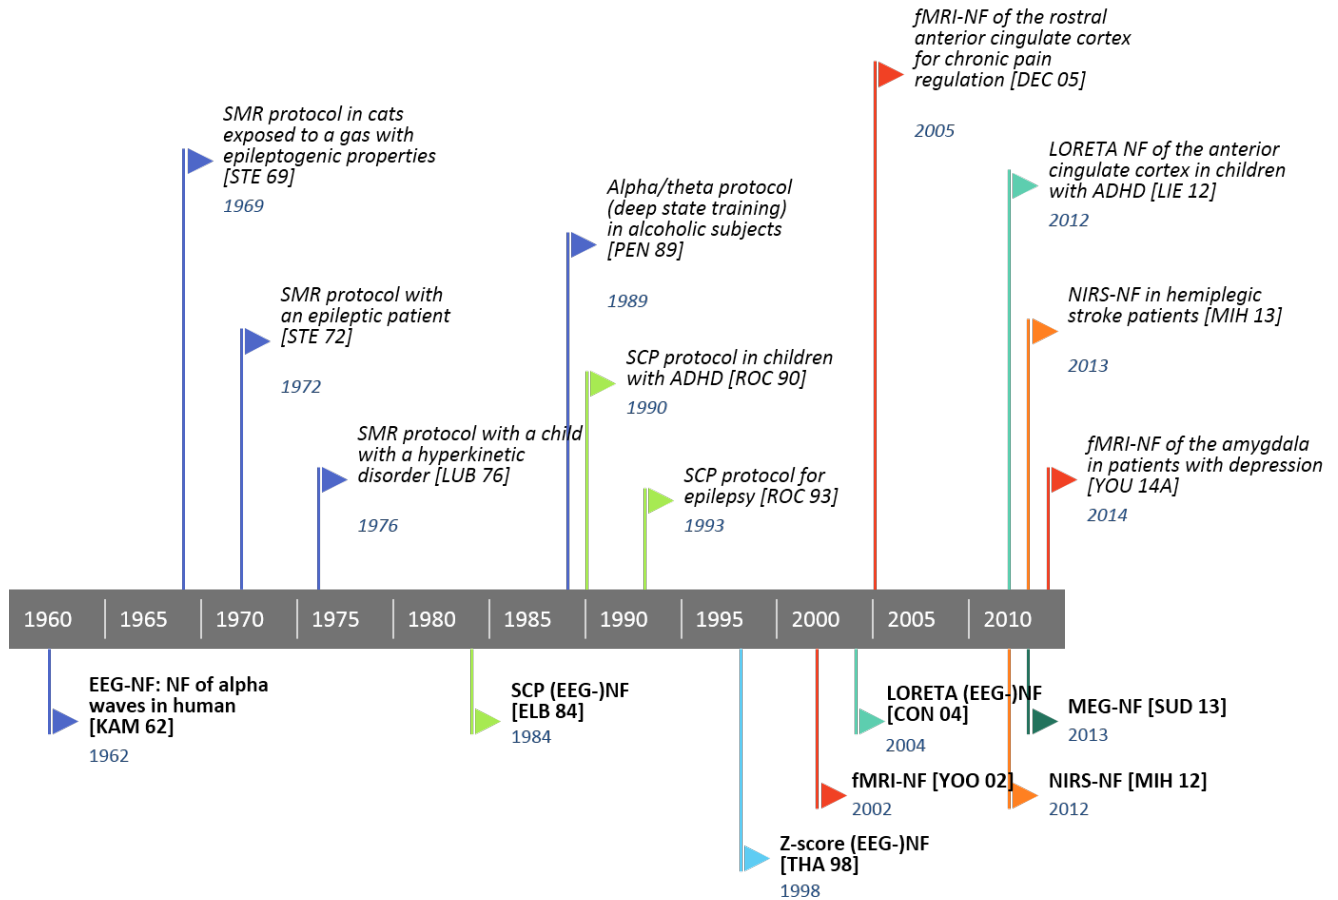 fMRI-NF of the rostral
anterior cingulate cortex
for chronic pain
regulation [DEC 05]
2005
SMR protocol in cats
exposed to a gas with
epileptogenic properties
[STE 69]
1969
LORETA NF of the anterior
cingulate cortex in children
with ADHD [LIE 12]
2012
Alpha/theta protocol
(deep state training)
in alcoholic subjects
[PEN 89]
1989
SMR protocol with
an epileptic patient
[STE 72]
1972
NIRS-NF in hemiplegic
stroke patients [MIH 13]
2013
SCP protocol in children
with ADHD [ROC 90]
1990
SMR protocol with a child
with a hyperkinetic
disorder [LUB 76]
1976
SCP protocol for
epilepsy [ROC 93]
1993
fMRI-NF of the amygdala
in patients with depression
[YOU 14A]
2014
1960 1965 1970 1975 1980 1985 1990 1995 2000 2005 2010
EEG-NF: NF of alpha
waves in human
[KAM 62]
1962
SCP (EEG-)NF
[ELB 84]
1984
LORETA (EEG-)NF
[CON 04]
2004
MEG-NF [SUD 13]
2013
fMRI-NF [YOO 02]
2002
NIRS-NF [MIH 12]
2012
Z-score (EEG-)NF
[THA 98]
1998